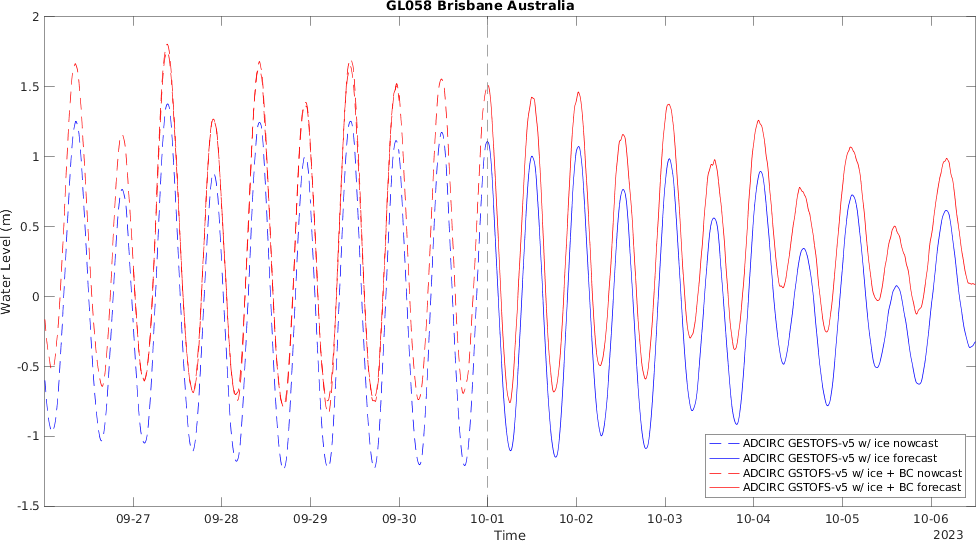 GL058 Brisbane Australia
2
1.5
1
0.5
0
-0.5
-1
-1.5
Water Level (m)
ADCIRC GESTOFS-v5 w/ ice nowcast
ADCIRC GESTOFS-v5 w/ ice forecast
ADCIRC GSTOFS-v5 w/ ice + BC nowcast
ADCIRC GSTOFS-v5 w/ ice + BC forecast
09-27 09-28 09-29 09-30 10-01 10-02 10-03 10-04 10-05 10-06
Time
2023